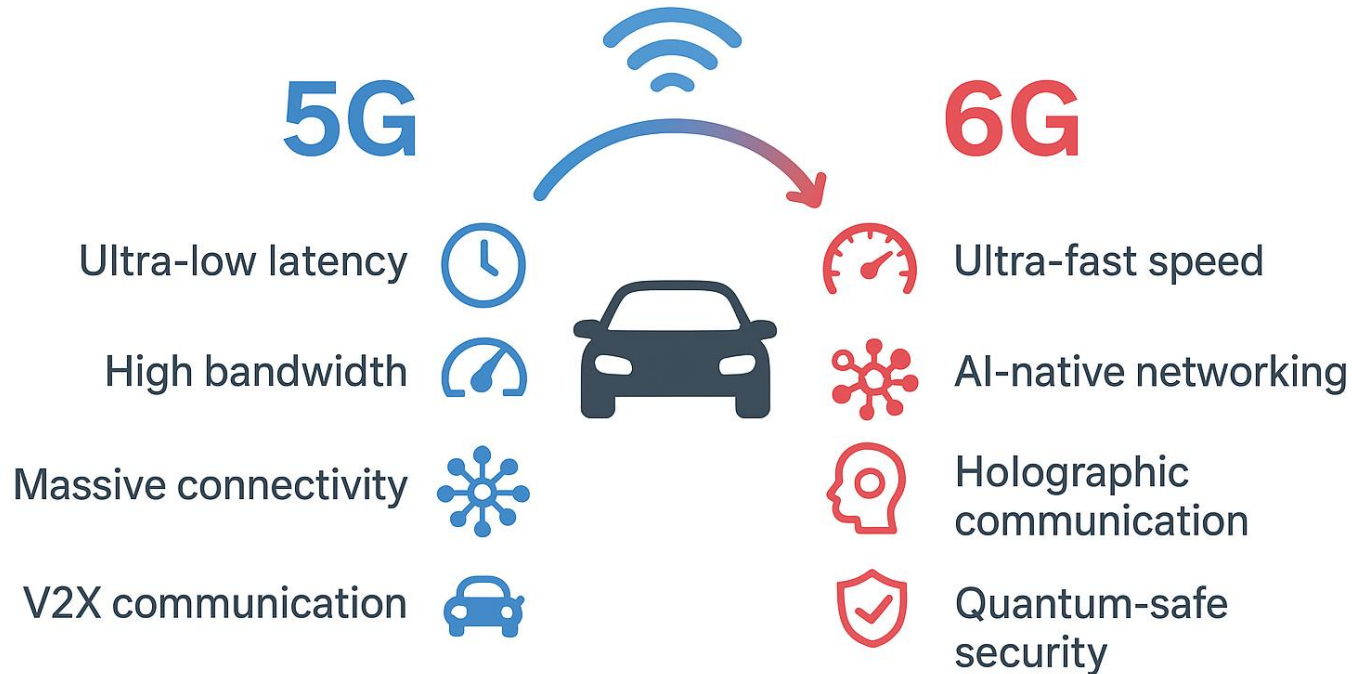 5G
Ultra-low latency
High bandwidth
Massive connectivity
V2X communication
6G
Ultra-fast speed
AI-native networking
Holographic
communication
Quantum-safe
security